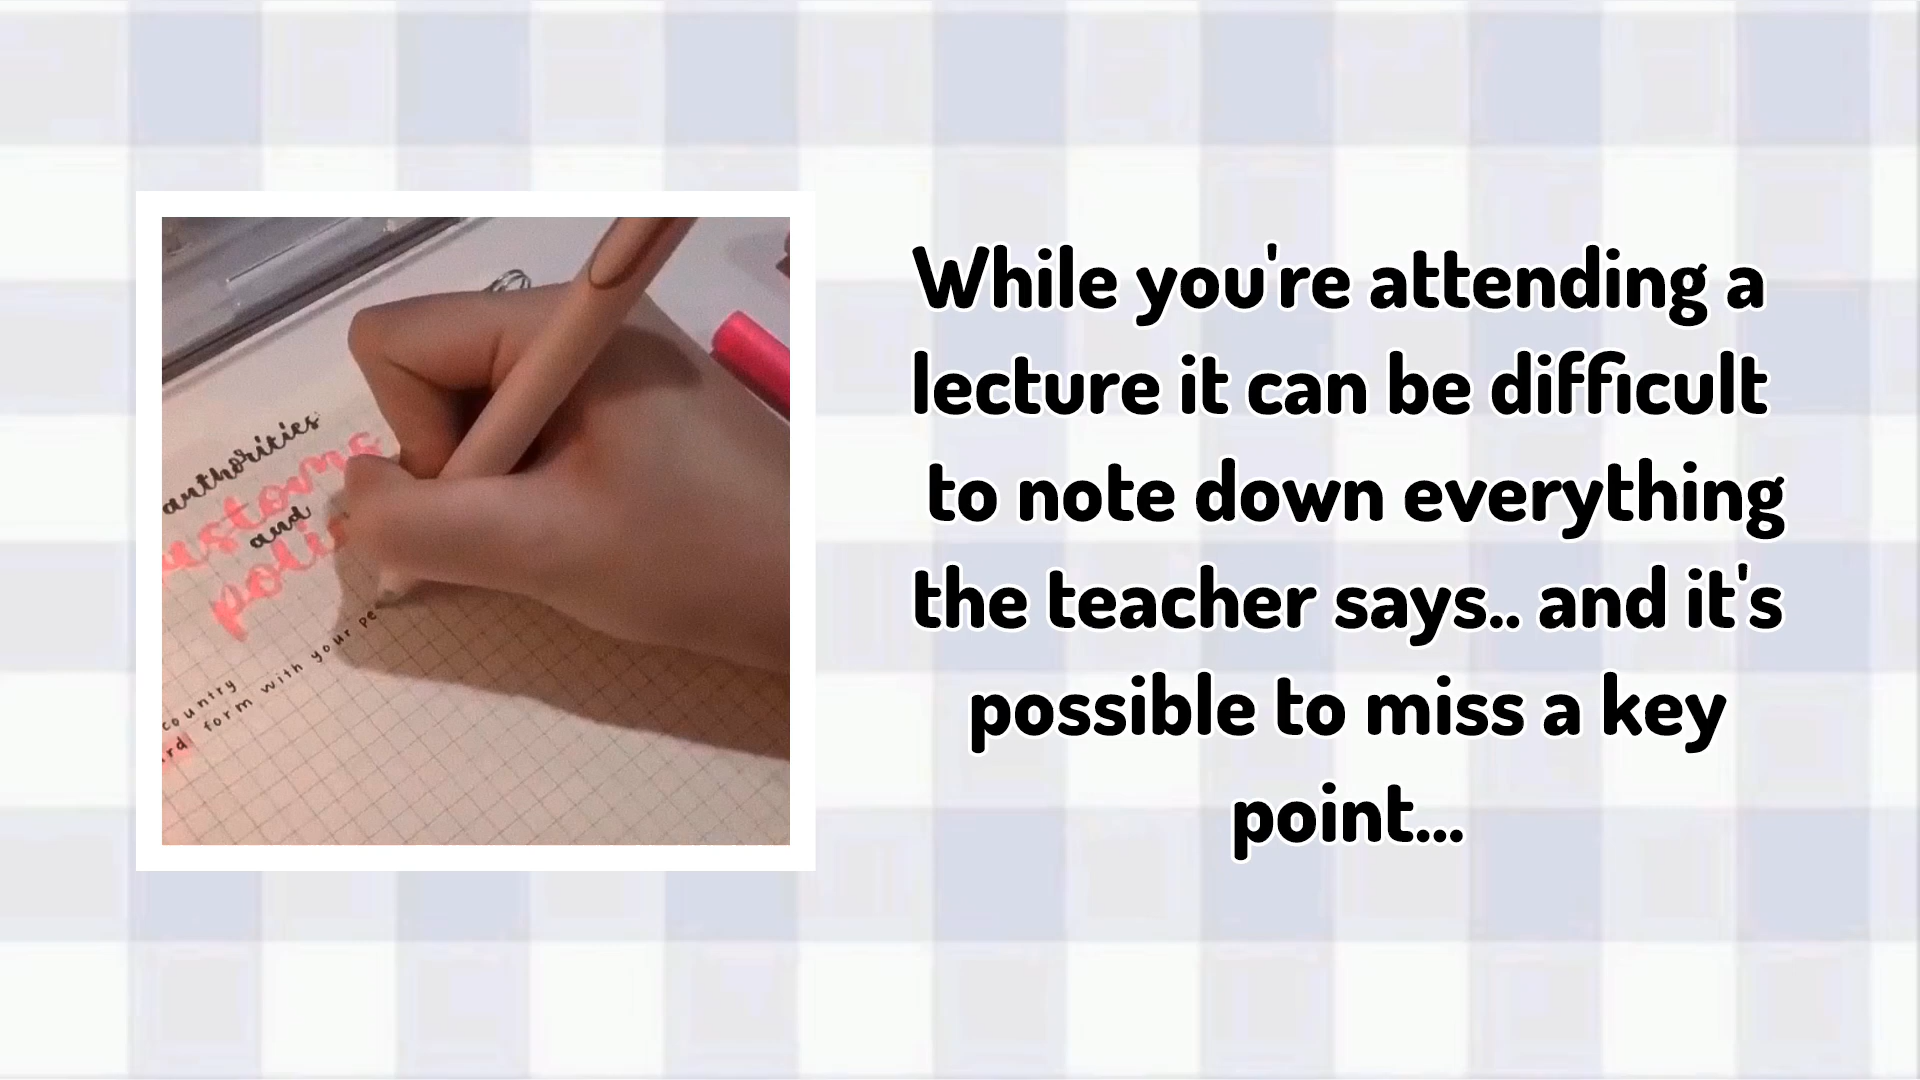 authorities
and
country
form with your pe
While you're attending a
lecture it can be difficult
to note down everything
the teacher says.. and it's
possible to miss a key
point...